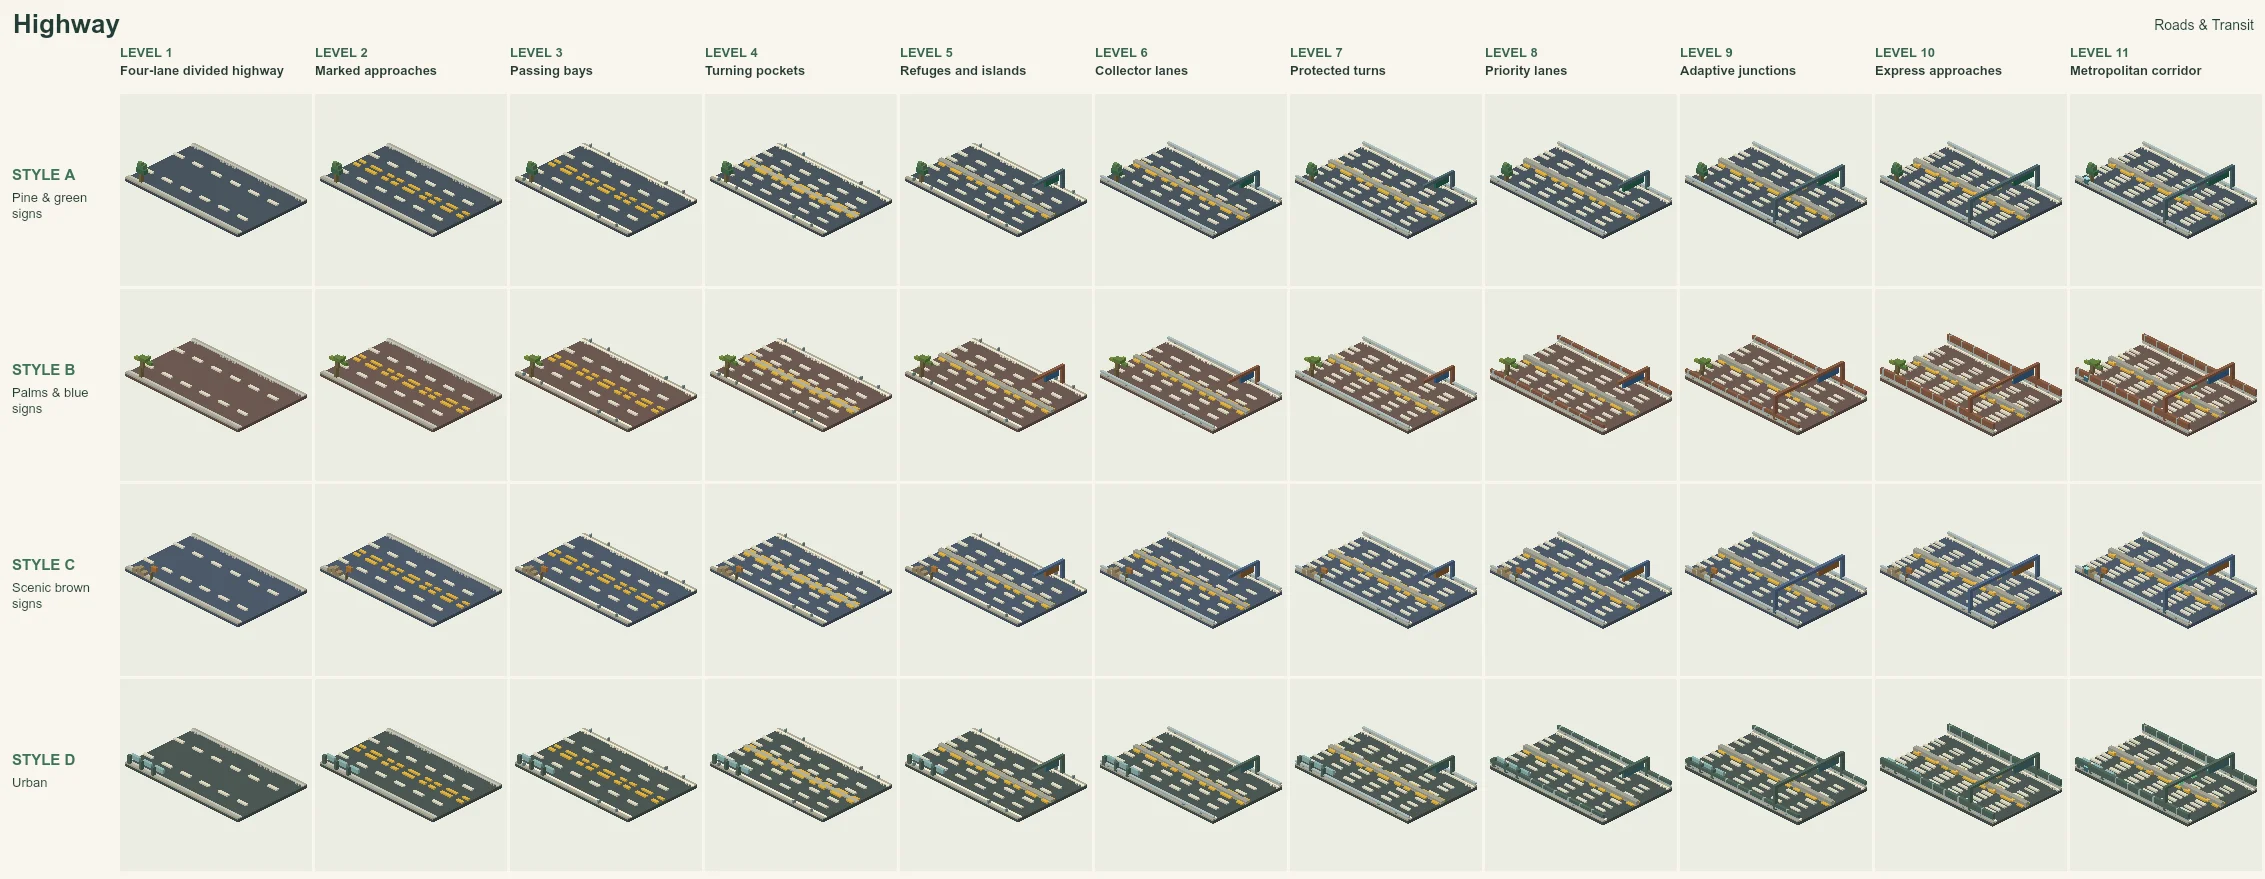 Highway
Roads & Transit
LEVEL 1
Four-lane divided highway
LEVEL 2
Marked approaches
LEVEL 3
Passing bays
LEVEL 4
Turning pockets
LEVEL 5
Refuges and islands
LEVEL 6
Collector lanes
LEVEL 7
Protected turns
LEVEL 8
Priority lanes
LEVEL 9
Adaptive junctions
LEVEL 10
Express approaches
LEVEL 11
Metropolitan corridor
STYLE A
Pine & green
signs
STYLE B
Palms & blue
signs
STYLE C
Scenic brown
signs
STYLE D
Urban